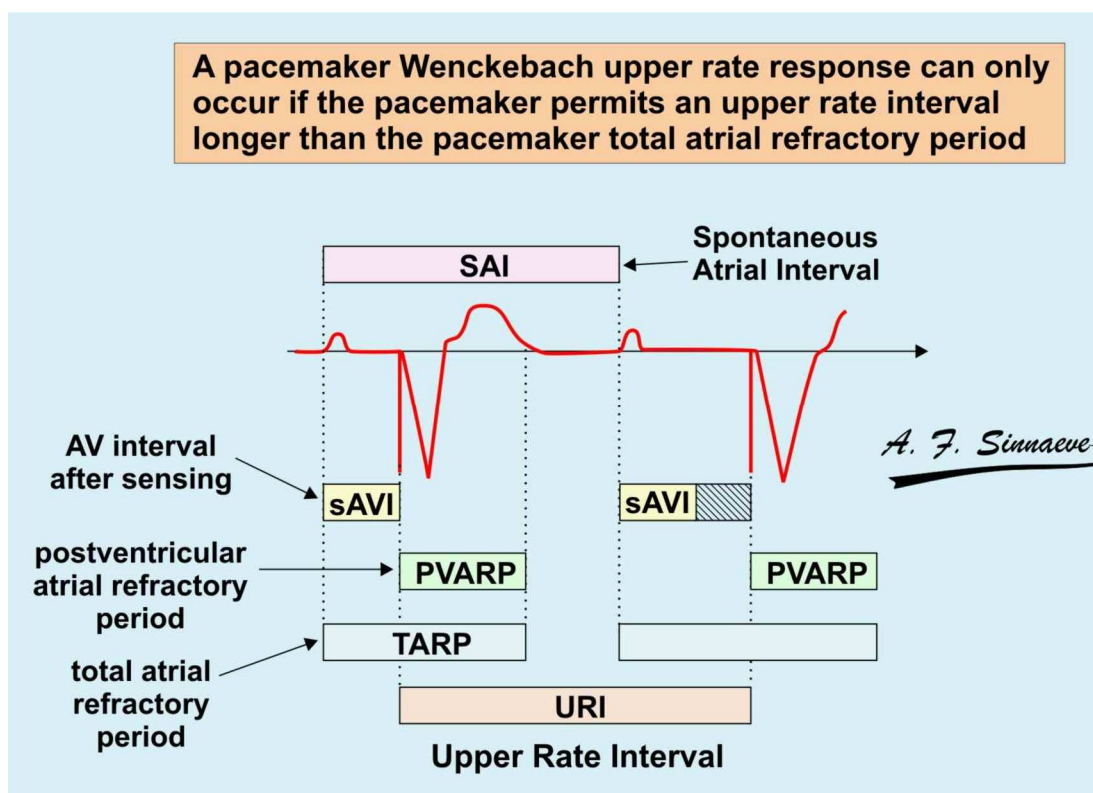 A pacemaker Wenckebach upper rate response can only
occur if the pacemaker permits an upper rate interval
longer than the pacemaker total atrial refractory period
Spontaneous
Atrial Interval
SAI
A. F. Sinnaeve
AV interval
after sensing
sAVI
sAVI
postventricular
atrial refractory
period
PVARP
PVARP
TARP
total atrial
refractory
period
URI
Upper Rate Interval